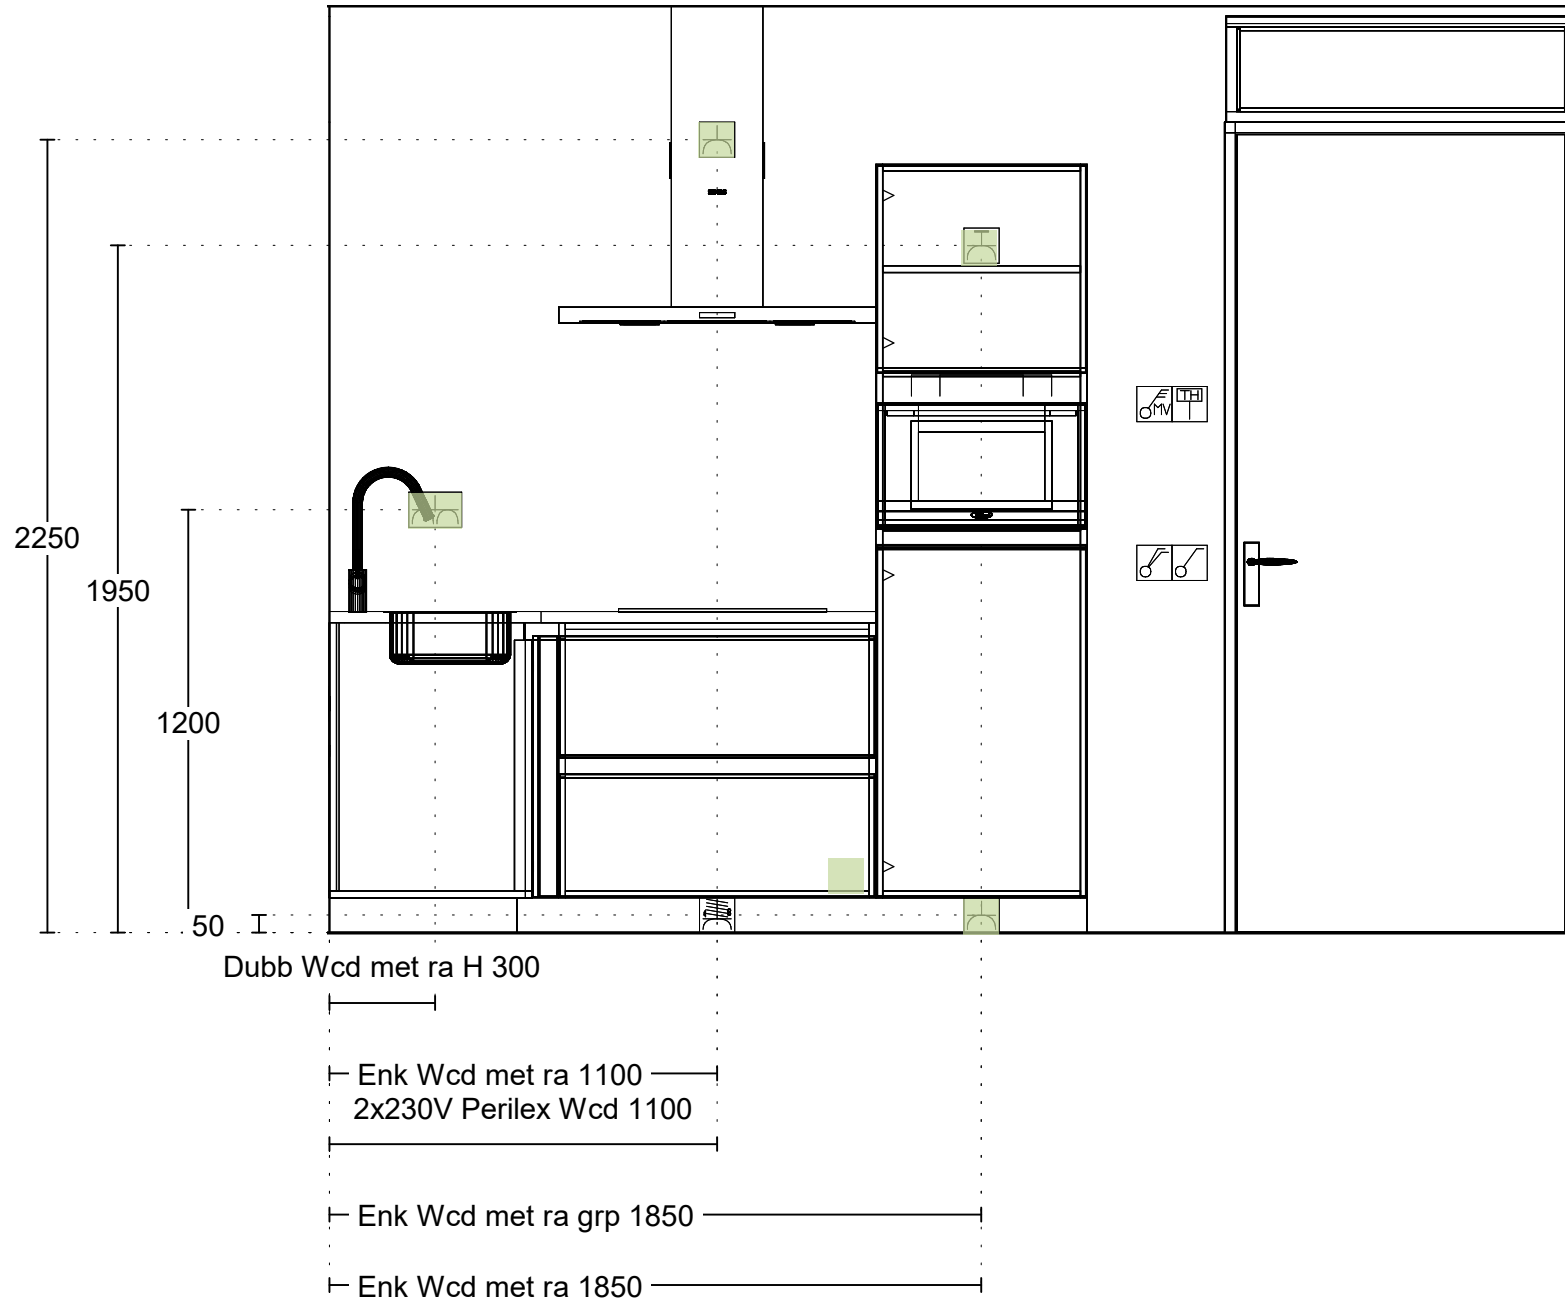 TH
MV
2250
1950
1200
50
Dubb Wcd met ra H 300
Enk Wcd met ra 1100
2x230V Perilex Wcd 1100
Enk Wcd met ra grp 1850
Enk Wcd met ra 1850